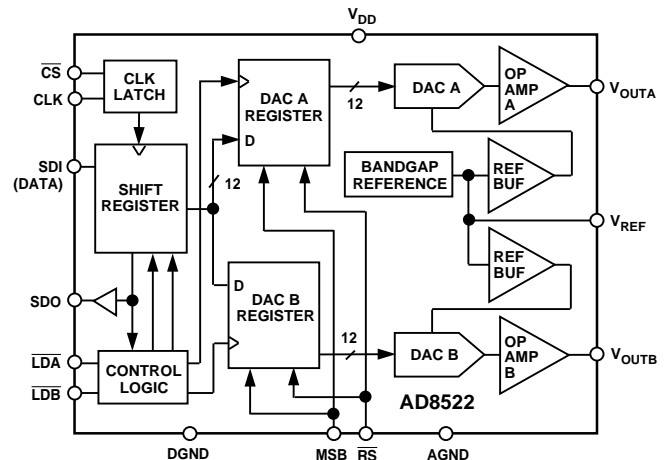 VDD
CS
CLK
CLK
LATCH
SDI
(DATA)
SHIFT
REGISTER
12
SDO
LDA
LDB
CONTROL
LOGIC
DAC A
REGISTER
D
12
DAC A
OP
AMP
A
VOUTA
BANDGAP
REFERENCE
REF
BUF
VREF
REF
BUF
D
DAC B
REGISTER
12
DAC B
OP
AMP
B
VOUTB
AD8522
DGND
MSB
RS
AGND